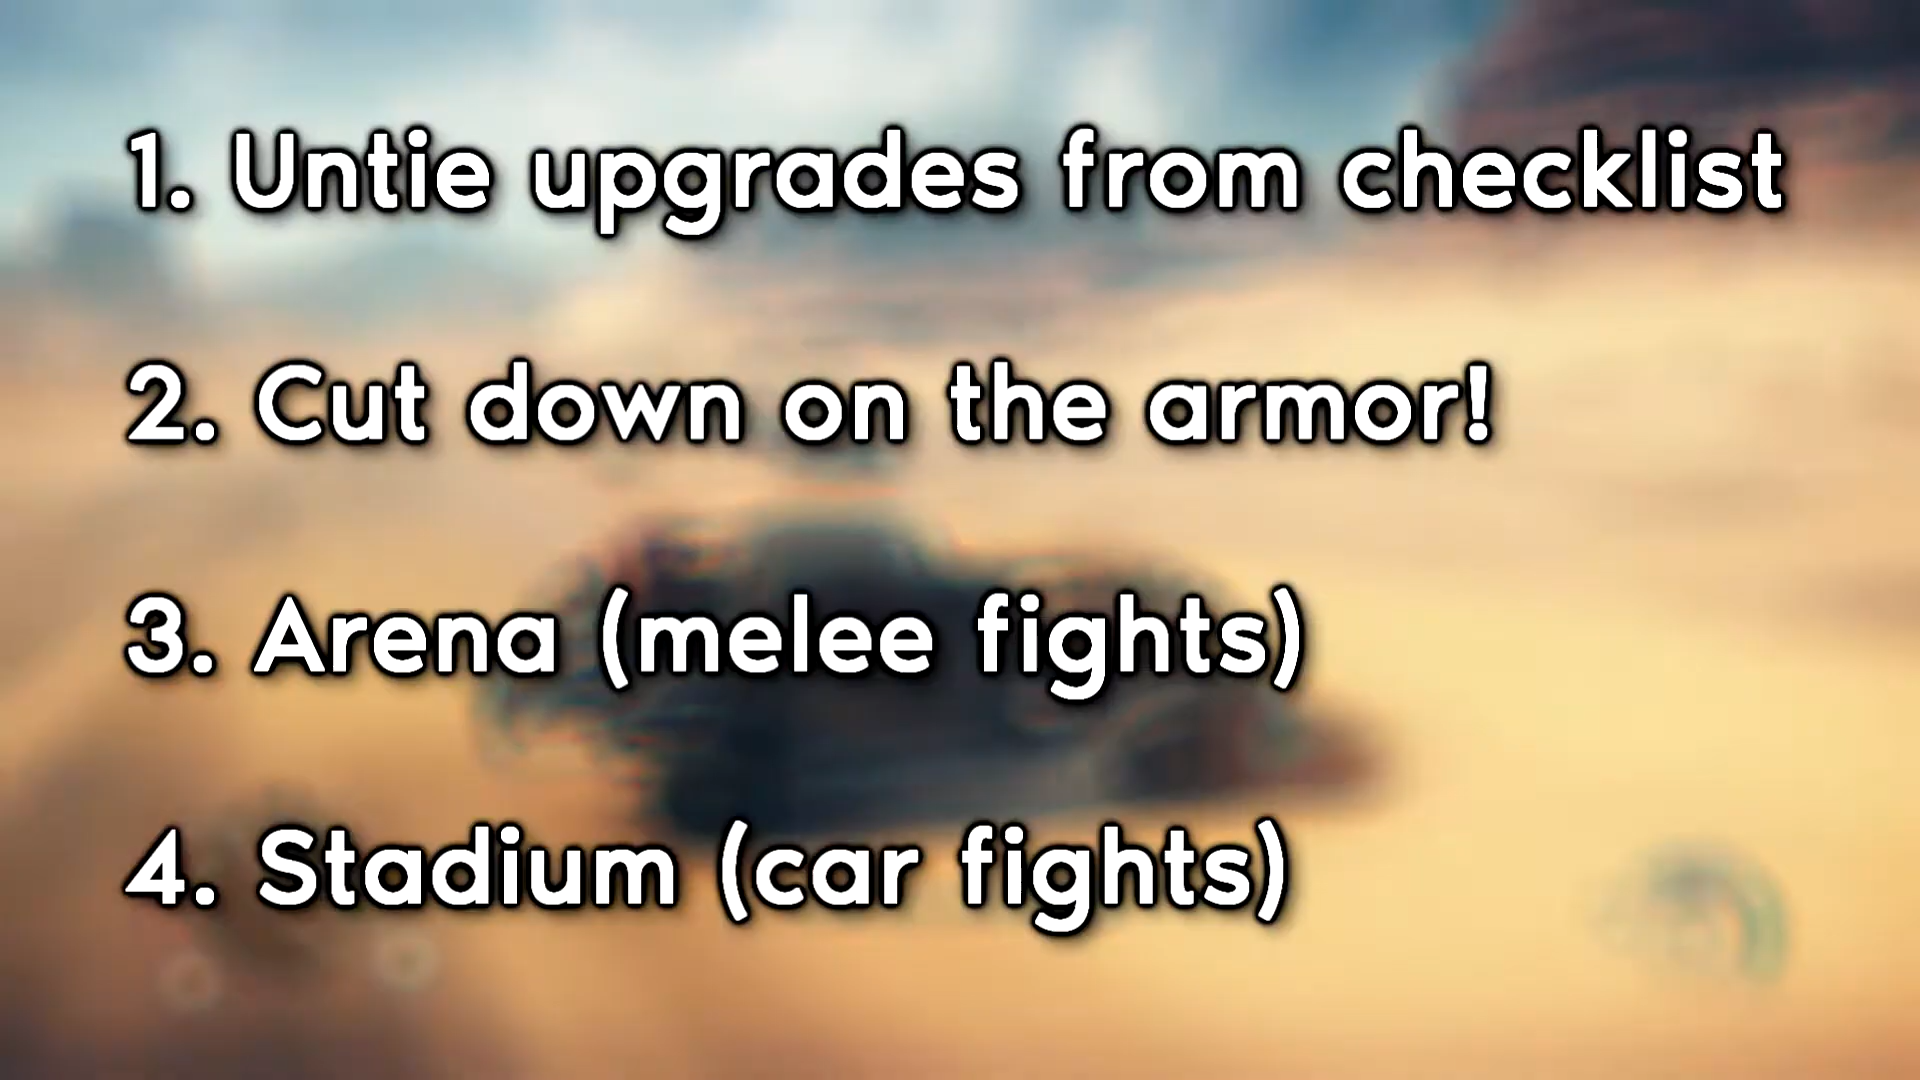 1. Untie upgrades from checklist
2. Cut down on the armor!
3. Arena (melee fights)
4. Stadium (car fights)